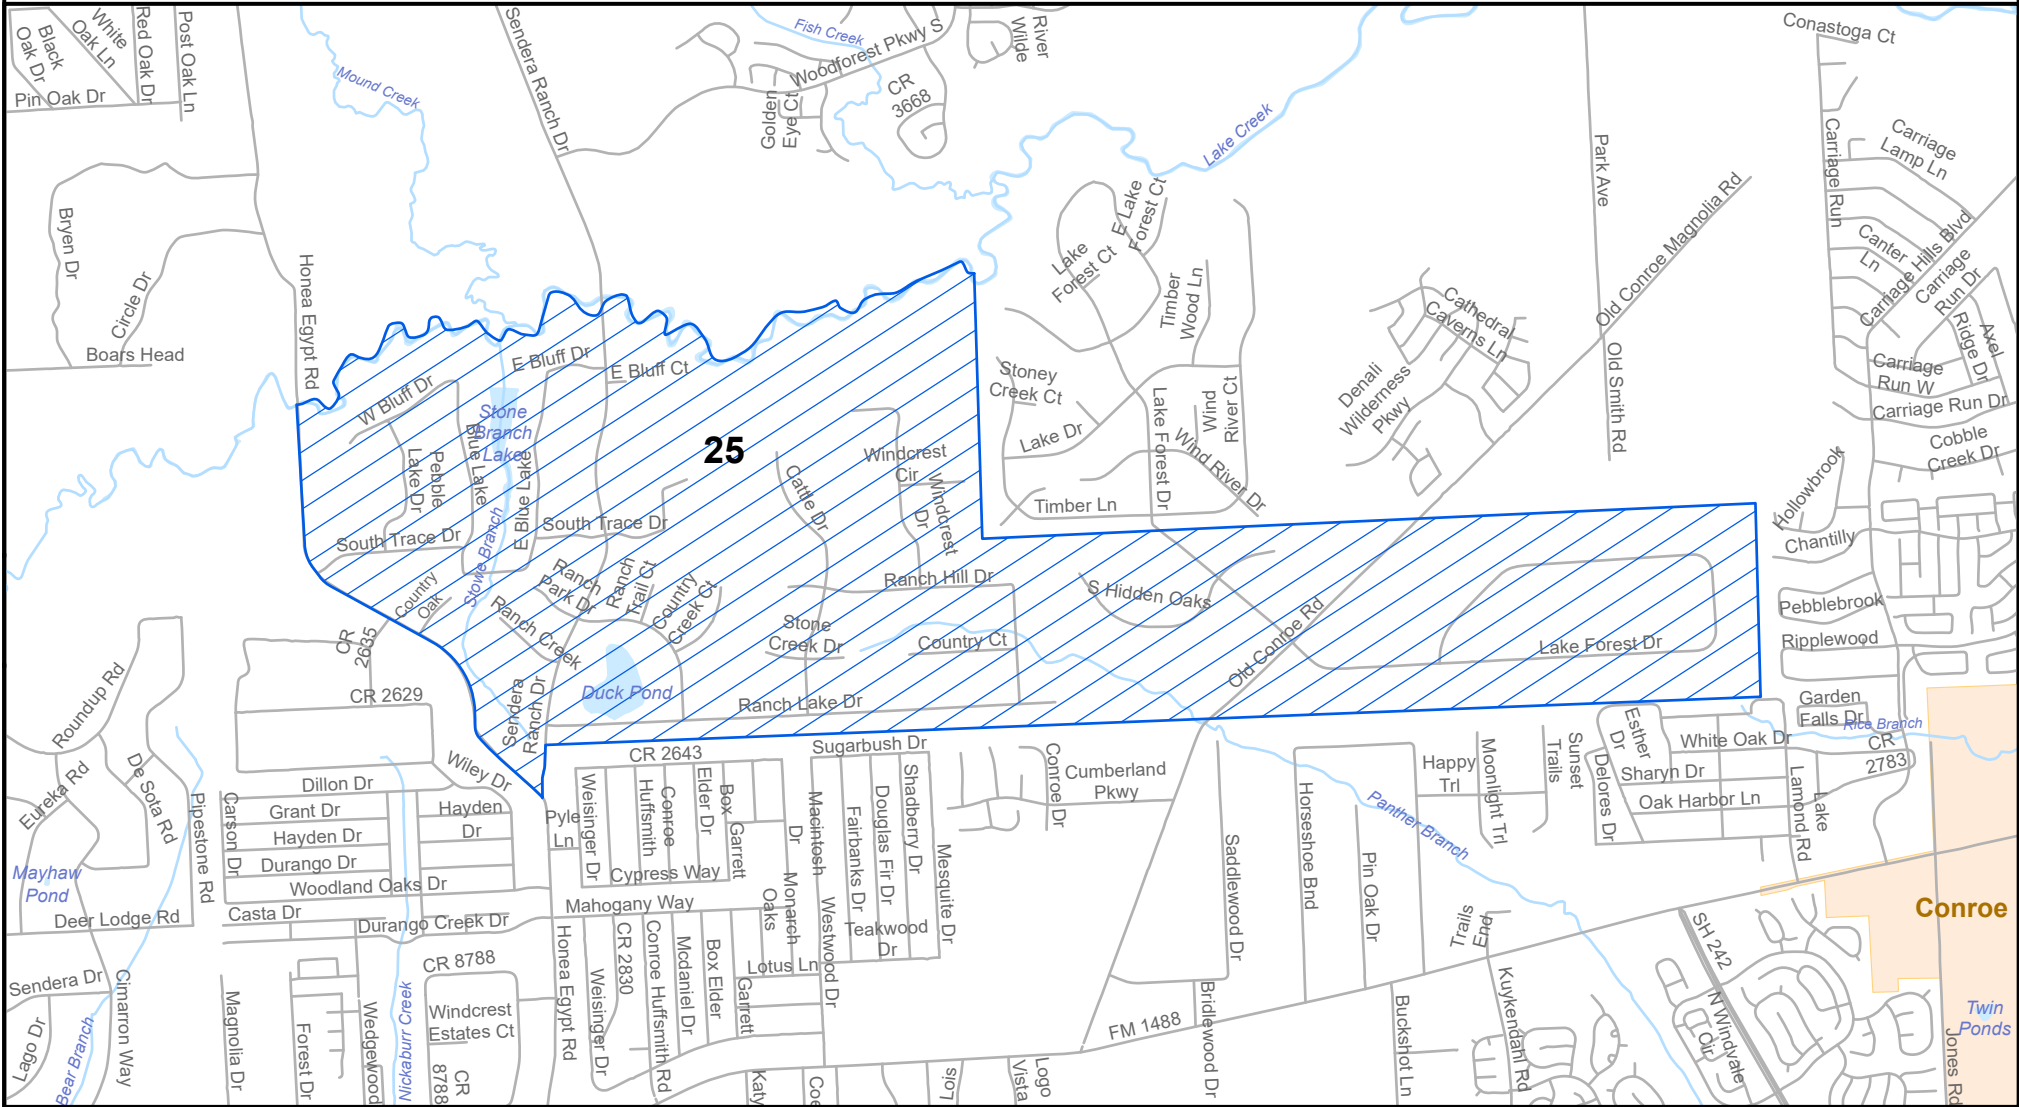 Black
Oak Dr
White
Oak Ln
Red Oak Dr
Post Oak Ln
Pin Oak Dr
Mound Creek
Sendera Ranch Dr
Fish Creek
Woodforest Pkwy S
River
Wilde
CR
3668
Golden
Eye Ct
Lake Creek
Conastoga Ct
Park Ave
Carriage Run
Carriage
Lamp Ln
Old Conroe Magnolia Rd
Canter
Ln
Carriage Hills Blvd
Carriage
Run Dr
Axel
Ridge Dr
Bryen Dr
Circle Dr
Boars Head
Honea Egypt Rd
E Lake
Forest Ct
Lake
Forest Ct
Timber
Wood Ln
Cathedral
Caverns Ln
Denali
Wilderness
Pkwy
Old Smith Rd
Carriage
Run W
Carriage Run Dr
Cobble
Creek Dr
Hollowbrook
Chantilly
Stoney
Creek Ct
Lake Dr
Lake Forest Dr
Wind
River Ct
Wind River Dr
Timber Ln
E Bluff Dr
E Bluff Ct
W Bluff Dr
Stone
Branch
Lake
25
Pebble
Lake Dr
Blue Lake
E Blue Lake
Windcrest
Cir
Windcrest
Dr
Cattle Dr
South Trace Dr
South Trace Dr
Stowe Branch
Country
Oak
Ranch
Park Dr
Ranch
Trail Ct
Country
Creek Ct
Ranch Creek
Ranch Hill Dr
Stone
Creek Dr
Country Ct
S Hidden Oaks
Old Conroe Rd
Lake Forest Dr
Pebblebrook
Ripplewood
Duck Pond
Ranch Lake Dr
Sendera
Ranch Dr
CR
2635
CR 2629
Roundup Rd
Eureka Rd
De Sota Rd
Pipestone Rd
Carson Dr
Wiley Dr
Dillon Dr
Grant Dr
Hayden Dr
Hayden
Dr
Durango Dr
Woodland Oaks Dr
Casta Dr
Durango Creek Dr
Mayhaw
Pond
Deer Lodge Rd
Sendera Dr
Lago Dr
Bear Branch
Cimarron Way
Magnolia Dr
Forest Dr
Wedgewood
Nickaburr Creek
CR 8788
Windcrest
Estates Ct
CR
8788
Pyle
Ln
CR 2643
Weisinger Dr
Huffsmith
Conroe
Elder Dr
Box
Garrett
Dr
Monarch
Oaks
Cypress Way
Mahogany Way
Sugarbush Dr
Macintosh
Fairbanks Dr
Douglas Fir Dr
Shadberry Dr
Mesquite Dr
Teakwood
Dr
Westwood Dr
Lotus Ln
Honea Egypt Rd
Weisinger Dr
CR 2830
Conroe Huffsmith Rd
Mcdaniel Dr
Box Elder
Garrett
Katy
Coe
Lois
Logo
Vista
Conroe Dr
Cumberland
Pkwy
FM 1488
Saddlewood Dr
Bridlewood Dr
Horseshoe Bnd
Pin Oak Dr
Panther Branch
Happy
Trl
Moonlight Trl
Sunset
Trails
Trails
End
Buckshot Ln
Kuykendahl Rd
SH 242
N Windvale
Cir
Esther
Dr
Delores Dr
White Oak Dr
Sharyn Dr
Oak Harbor Ln
Lamond Rd
Lake
Garden
Falls Dr
Rice Branch
CR
2783
Conroe
Twin
Ponds
Jones Rd